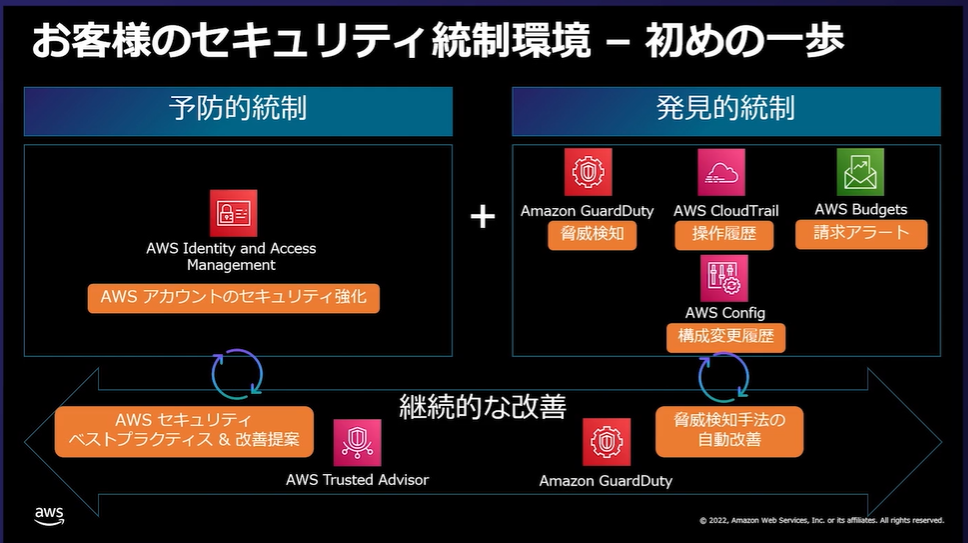 お客様のセキュリティ統制環境 – 初めの一歩
予防的統制
AWS Identity and Access
Management
AWS アカウントのセキュリティ強化
+
発見的統制
Amazon GuardDuty
脅威検知
AWS CloudTrail
操作履歴
AWS Budgets
請求アラート
AWS Config
構成変更履歴
継続的な改善
AWS セキュリティ
ベストプラクティス & 改善提案
AWS Trusted Advisor
Amazon GuardDuty
脅威検知手法の
自動改善
aws
© 2022, Amazon Web Services, Inc. or its affiliates. All rights reserved.